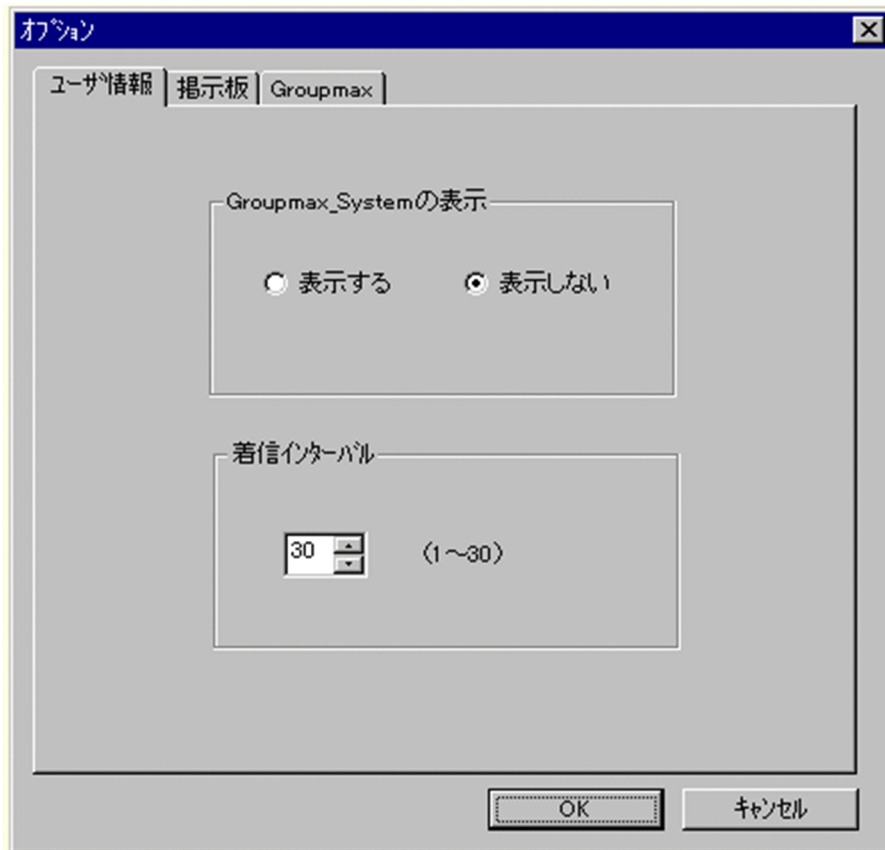 オプション
ユーザ情報 掲示板 Groupmax
Groupmax_Systemの表示
表示する 表示しない
着信インターバル
30 (1～30)
OK キャンセル